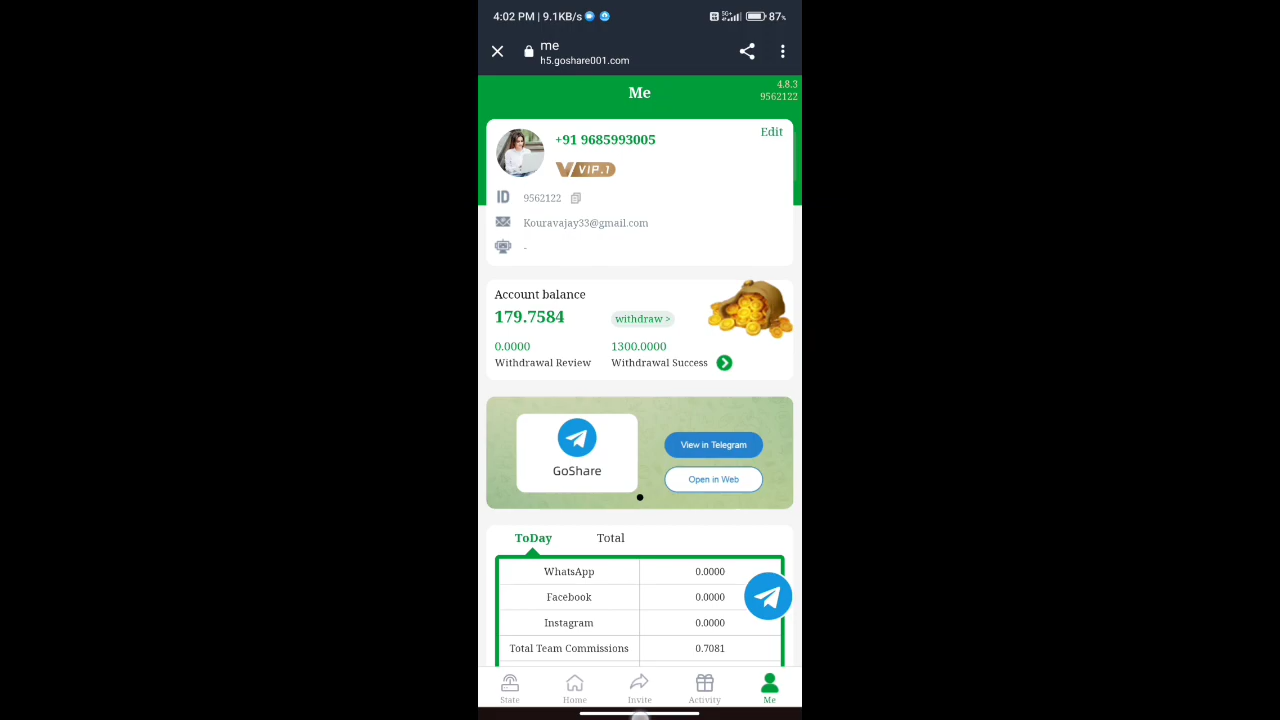 4:02 PM | 9.1KB/s
5G+
87%
me
h5.goshare001.com
Me
4.8.3
9562122
+91 9685993005
Edit
V VIP.1
ID
9562122
Kouravajay33@gmail.com
-
Account balance
179.7584
withdraw >
0.0000
1300.0000
Withdrawal Review
Withdrawal Success
GoShare
View in Telegram
Open in Web
ToDay
Total
WhatsApp
0.0000
Facebook
0.0000
Instagram
0.0000
Total Team Commissions
0.7081
State
Home
Invite
Activity
Me